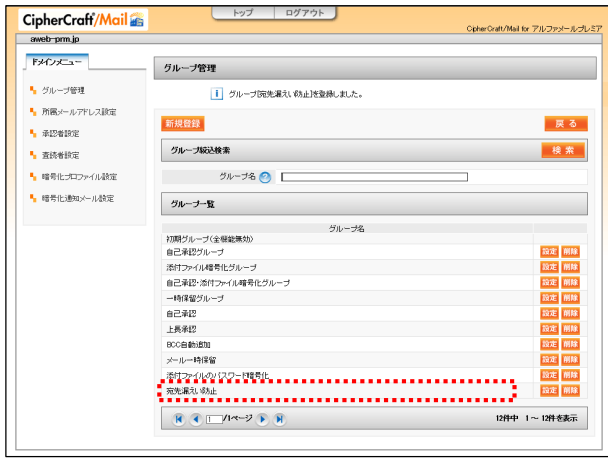 CipherCraft/Mail
トップ ログアウト
CipherCraft/Mail for アルファメールプレミア
aweb-prm.jp
ドメインメニュー
グループ管理
所属メールアドレス設定
承認者設定
査読者設定
暗号化プロファイル設定
暗号化通知メール設定
グループ管理
グループ[宛先漏えい防止]を登録しました。
新規登録 戻る
グループ絞込検索 検索
グループ名
グループ一覧
グループ名
初期グループ(全機能無効)
自己承認グループ 設定 削除
添付ファイル暗号化グループ 設定 削除
自己承認・添付ファイル暗号化グループ 設定 削除
一時保留グループ 設定 削除
自己承認 設定 削除
上長承認 設定 削除
BCC自動追加 設定 削除
メール一時保留 設定 削除
添付ファイルのパスワード暗号化 設定 削除
宛先漏えい防止 設定 削除
1 /1ページ 12件中 1～ 12件を表示